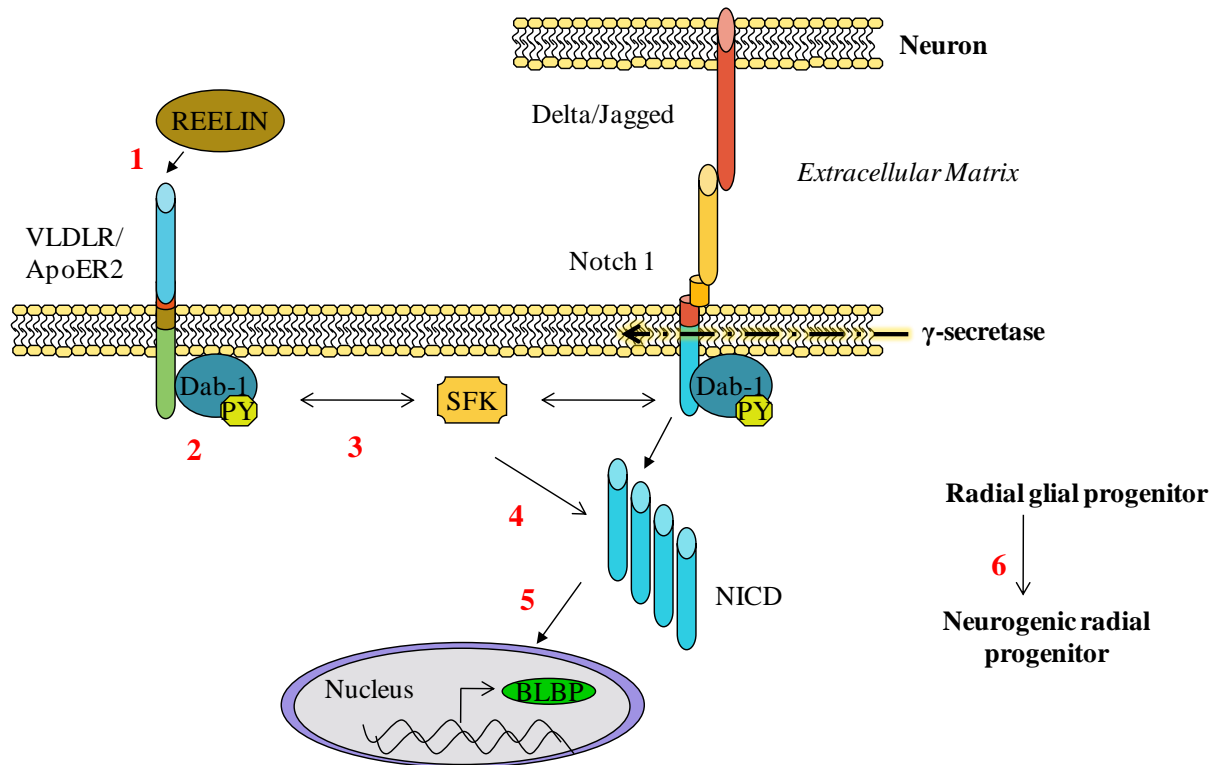 Neuron
REELIN
Delta/Jagged
1
Extracellular Matrix
VLDLR/
ApoER2
Notch 1
γ-secretase
Dab-1
PY
SFK
Dab-1
PY
2
3
Radial glial progenitor
4
6
NICD
5
Neurogenic radial
progenitor
Nucleus
BLBP